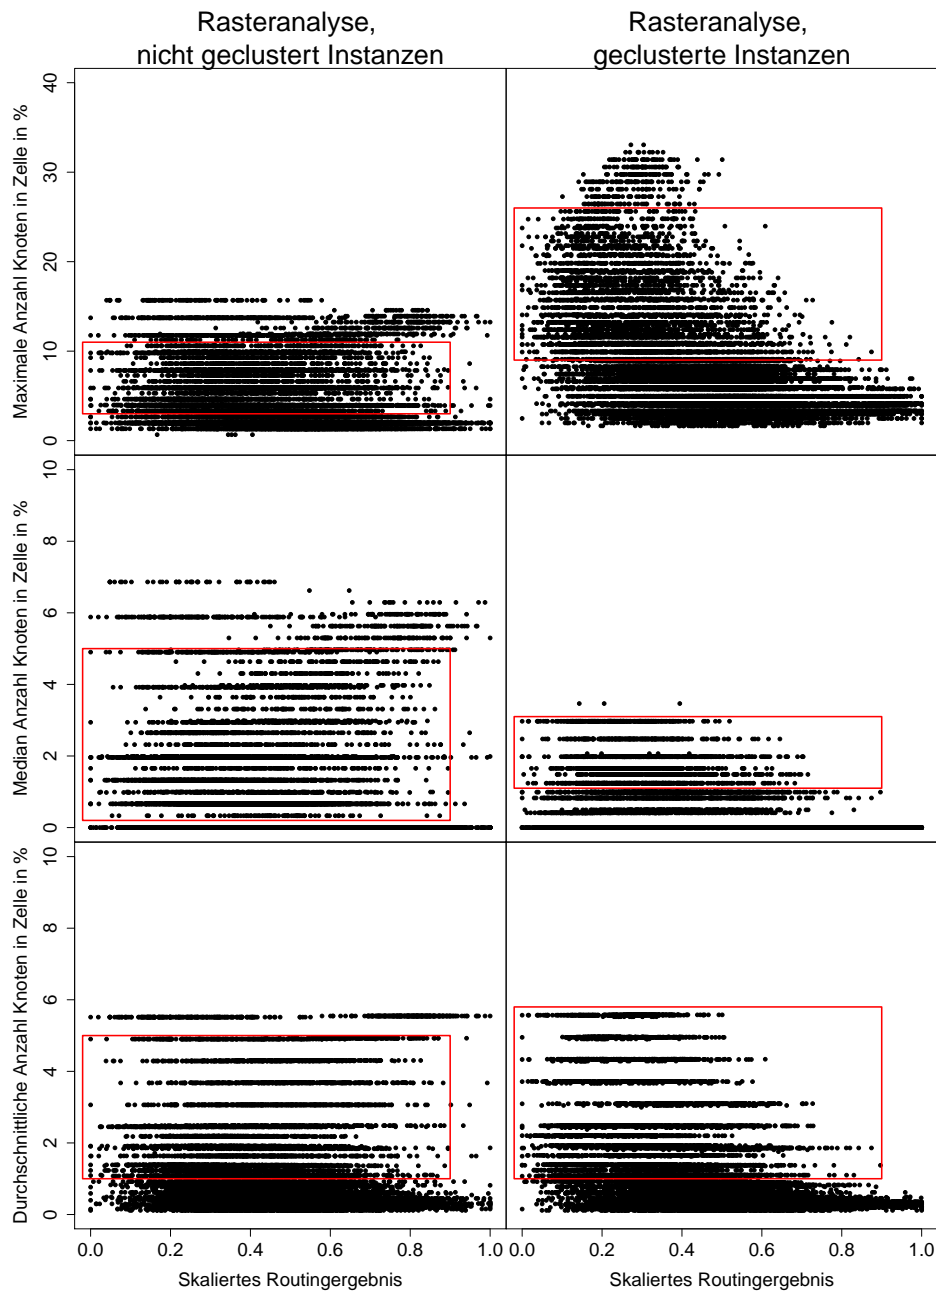 Rasteranalyse,
nicht geclustert Instanzen
Rasteranalyse,
geclusterte Instanzen
Maximale Anzahl Knoten in Zelle in %
0
10
20
30
40
Median Anzahl Knoten in Zelle in %
0
2
4
6
8
10
Durchschnittliche Anzahl Knoten in Zelle in %
0
2
4
6
8
10
0.0 0.2 0.4 0.6 0.8 1.0
Skaliertes Routingergebnis
0.0 0.2 0.4 0.6 0.8 1.0
Skaliertes Routingergebnis